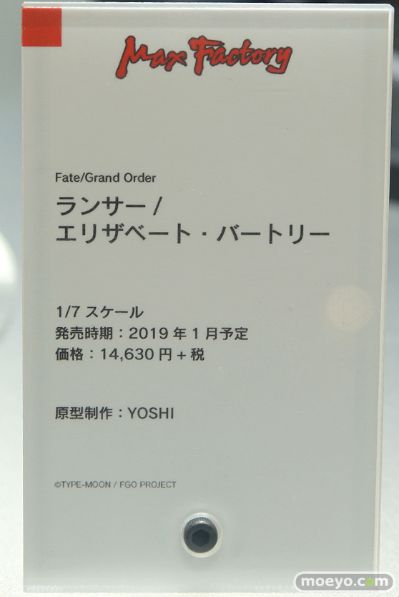 Max Factory
Fate/Grand Order
ランサー/
エリザベート・バートリー
1/7 スケール
発売時期：2019 年 1 月予定
価格：14,630 円＋税
原型制作：YOSHI
©TYPE-MOON / FGO PROJECT
moeyo.com